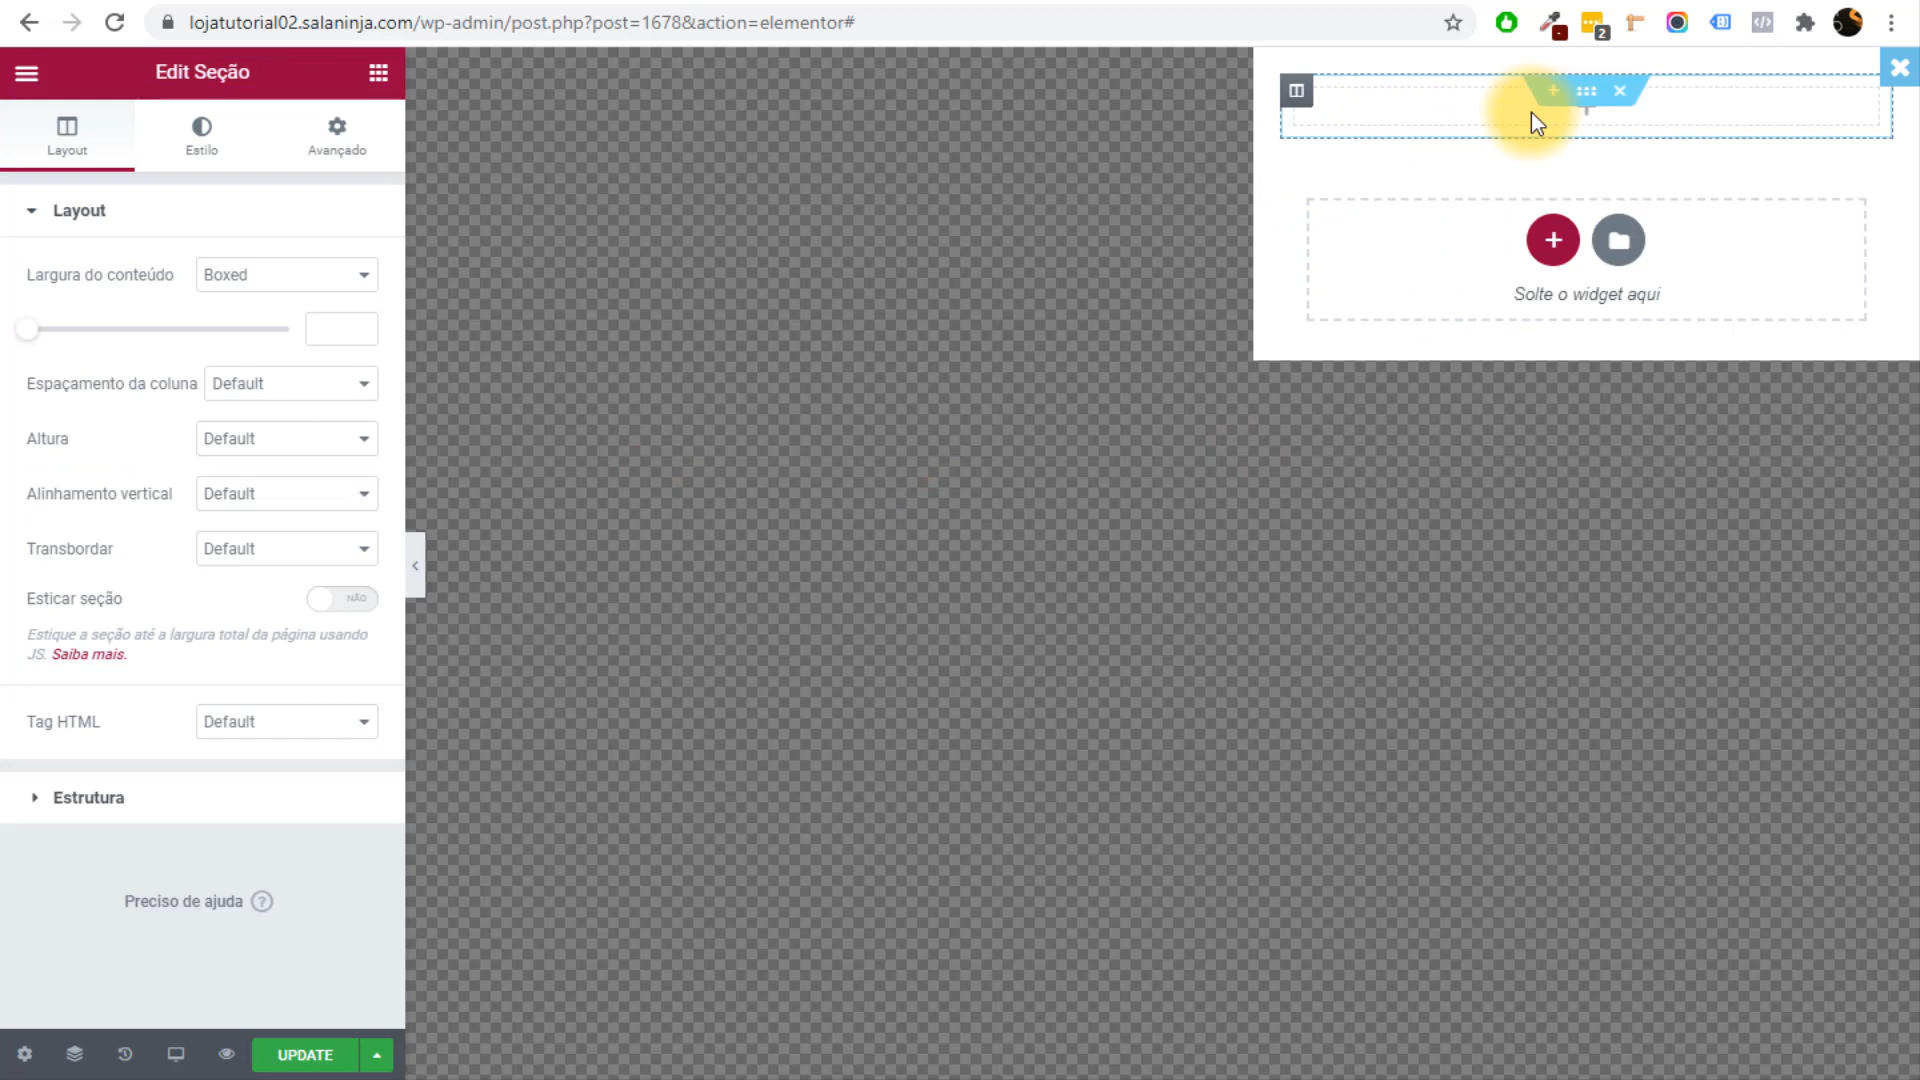 lojatutorial02.salaninja.com/wp-admin/post.php?post=1678&action=elementor#
2
Edit Seção
Layout
Estilo
Avançado
Layout
Largura do conteúdo
Boxed
Espaçamento da coluna
Default
Altura
Default
Alinhamento vertical
Default
Transbordar
Default
Esticar seção
NÃO
Estique a seção até a largura total da página usando
JS. Saiba mais.
Tag HTML
Default
Estrutura
Preciso de ajuda ?
UPDATE
Solte o widget aqui